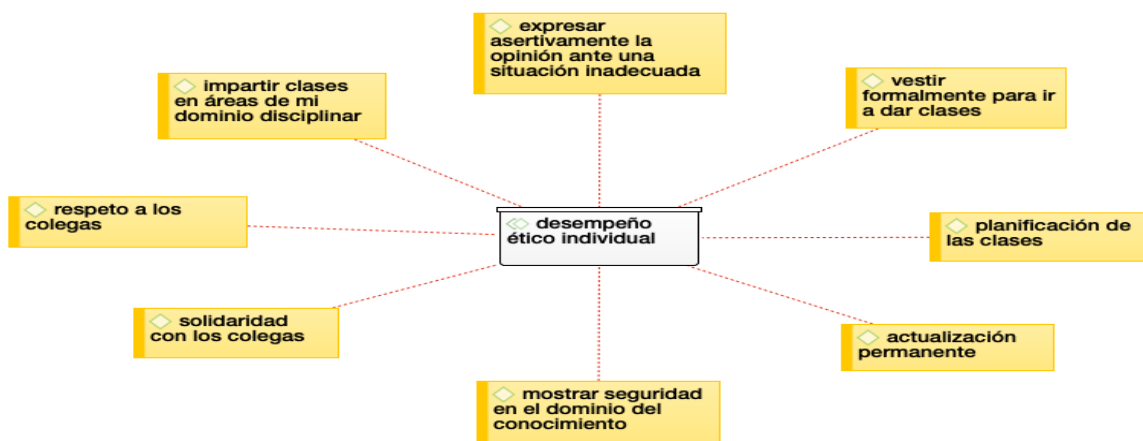 expresar
asertivamente la
opinión ante una
situación inadecuada
impartir clases
en áreas de mi
dominio disciplinar
vestir
formalmente para ir
a dar clases
respeto a los
colegas
desempeño
ético individual
planificación de
las clases
solidaridad
con los colegas
actualización
permanente
mostrar seguridad
en el dominio del
conocimiento